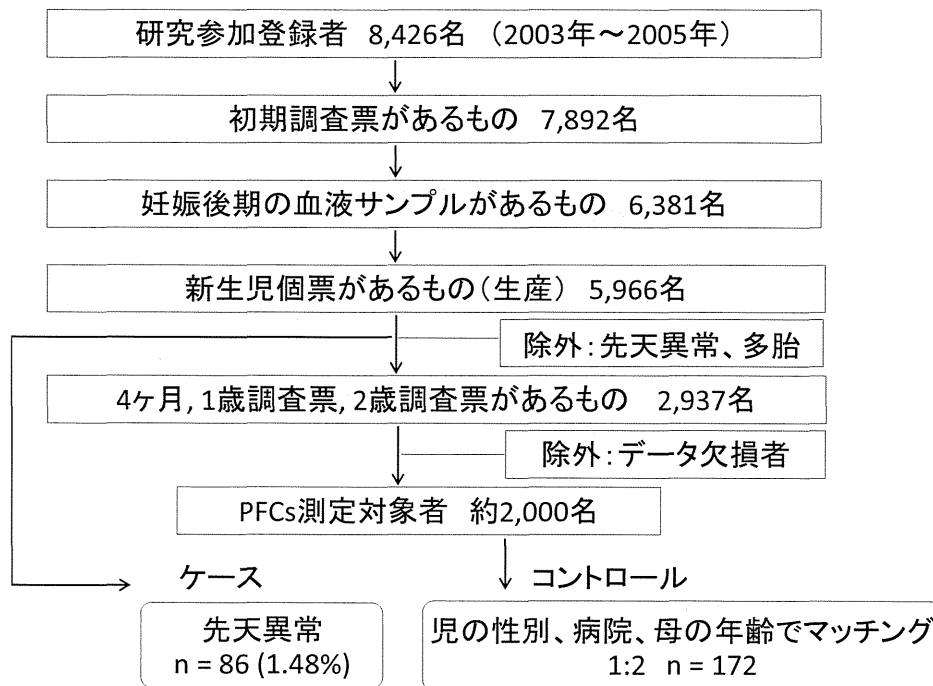 研究参加登録者 8,426名 (2003年～2005年)
初期調査票があるもの 7,892名
妊娠後期の血液サンプルがあるもの 6,381名
新生児個票があるもの(生産) 5,966名
除外:先天異常、多胎
4ヶ月, 1歳調査票, 2歳調査票があるもの 2,937名
除外:データ欠損者
PFCs測定対象者 約2,000名
ケース
コントロール
先天異常
n = 86 (1.48%)
児の性別、病院、母の年齢でマッチング
1:2 n = 172